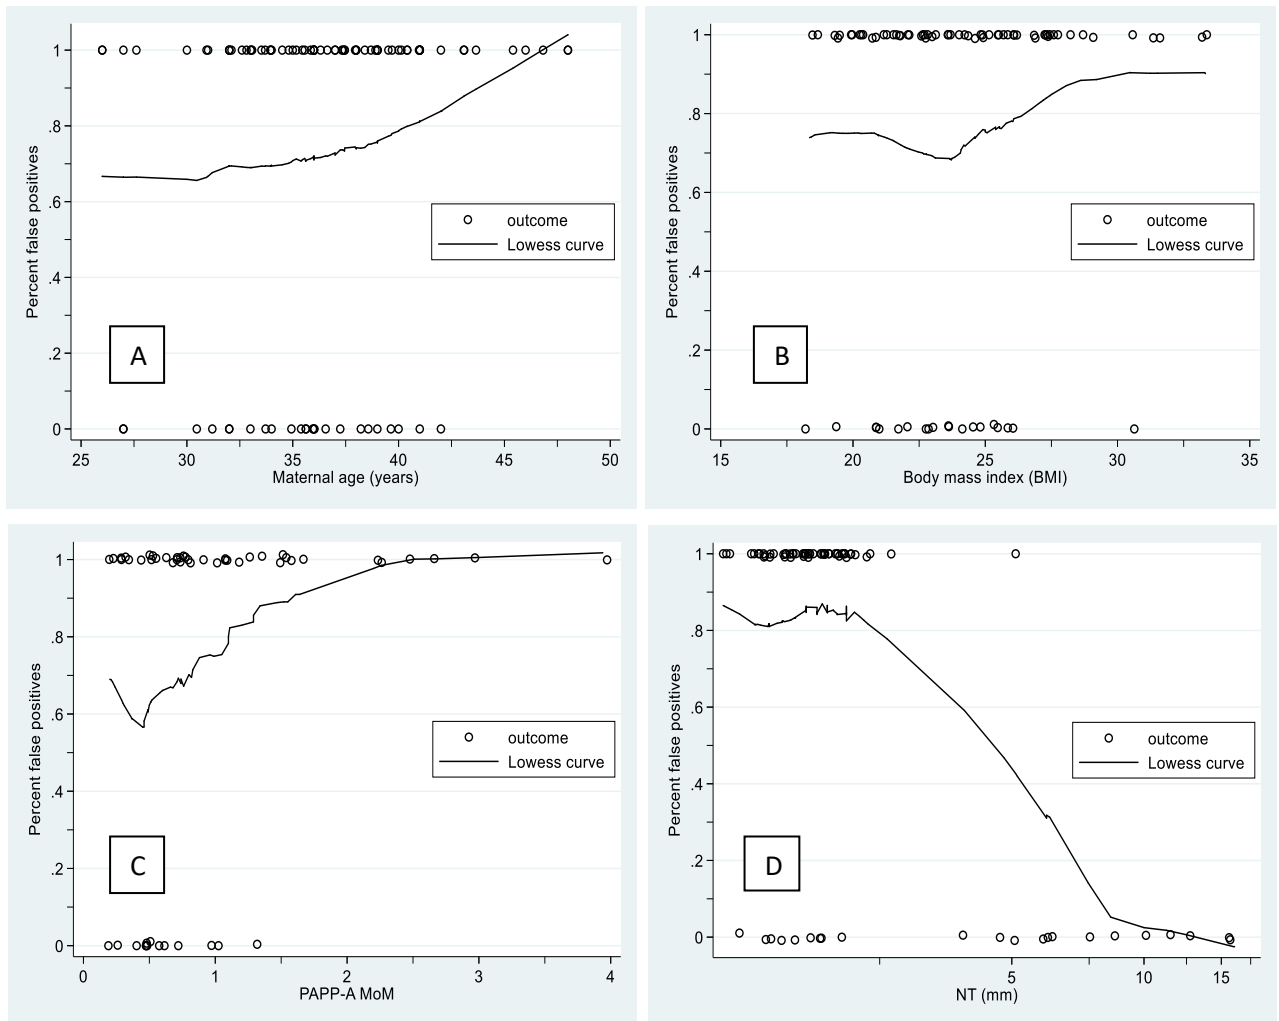 Percent false positives
1
.8
.6
.4
.2
0
outcome
Lowess curve
A
25 30 35 40 45 50
Maternal age (years)
Percent false positives
1
.8
.6
.4
.2
0
outcome
Lowess curve
B
15 20 25 30 35
Body mass index (BMI)
Percent false positives
1
.8
.6
.4
.2
0
outcome
Lowess curve
C
0 1 2 3 4
PAPP-A MoM
Percent false positives
1
.8
.6
.4
.2
0
outcome
Lowess curve
D
5 10 15
NT (mm)